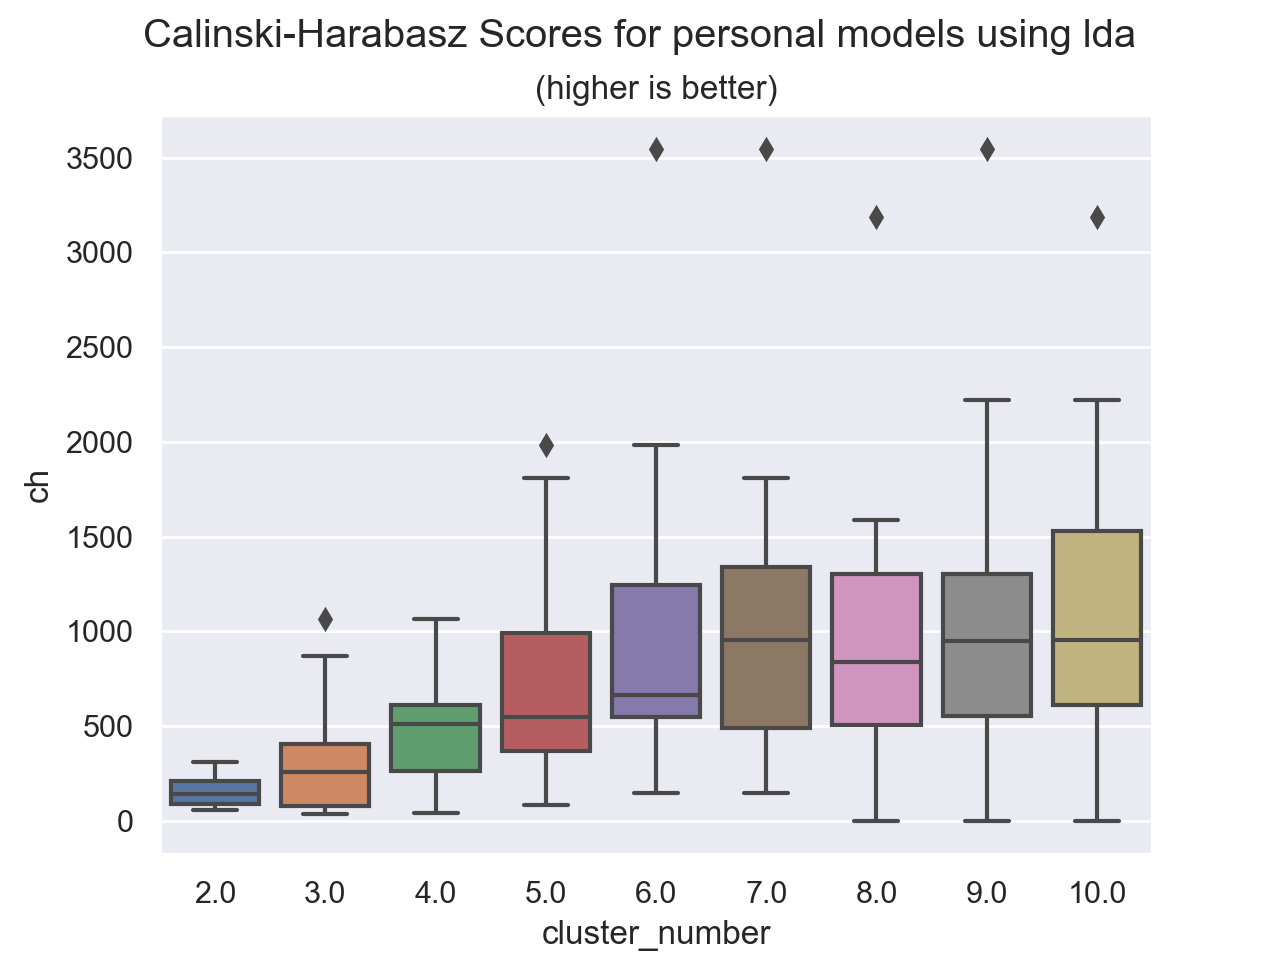 Calinski-Harabasz Scores for personal models using lda
(higher is better)
3500
3000
2500
2000
1500
1000
500
0
ch
2.0 3.0 4.0 5.0 6.0 7.0 8.0 9.0 10.0
cluster_number